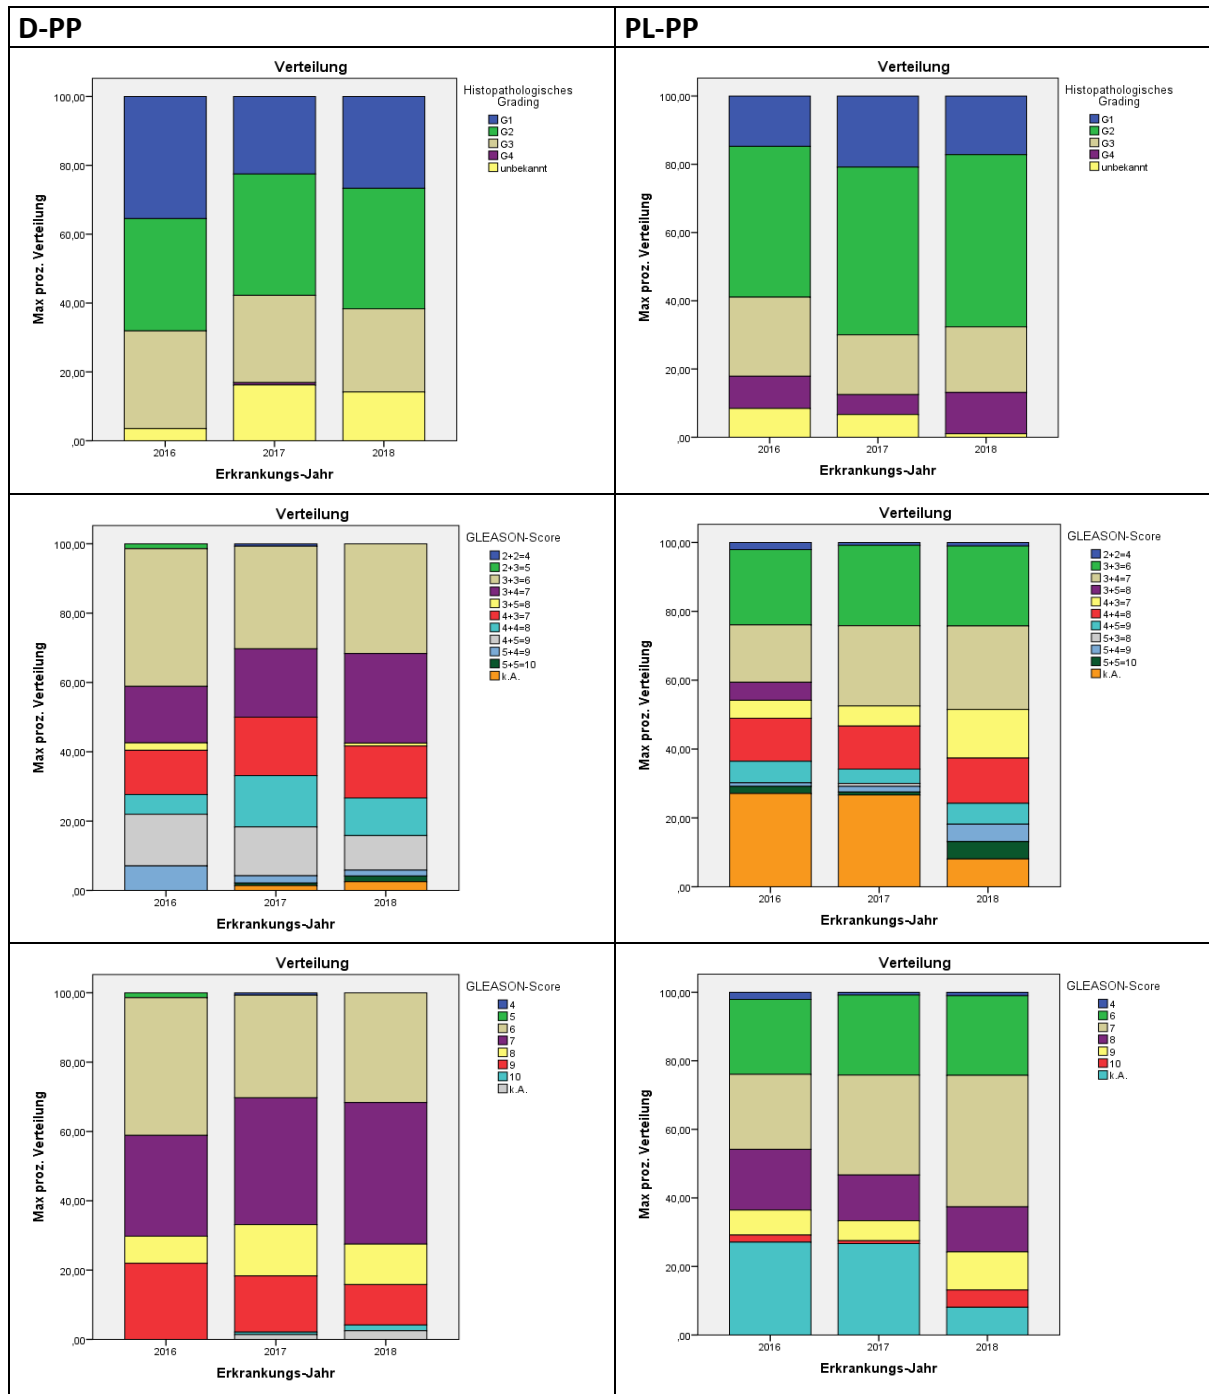 D-PP
PL-PP
Verteilung
Histopathologisches
Grading
G1
G2
G3
G4
unbekannt
Max proz. Verteilung
100,00
80,00
60,00
40,00
20,00
,00
2016
2017
2018
Erkrankungs-Jahr
Verteilung
Histopathologisches
Grading
G1
G2
G3
G4
unbekannt
Max proz. Verteilung
100,00
80,00
60,00
40,00
20,00
,00
2016
2017
2018
Erkrankungs-Jahr
Verteilung
GLEASON-Score
2+2=4
2+3=5
3+3=6
3+4=7
3+5=8
4+3=7
4+4=8
4+5=9
5+4=9
5+5=10
k.A.
Max proz. Verteilung
100,00
80,00
60,00
40,00
20,00
,00
2016
2017
2018
Erkrankungs-Jahr
Verteilung
GLEASON-Score
2+2=4
3+3=6
3+4=7
3+5=8
4+3=7
4+4=8
4+5=9
5+3=8
5+4=9
5+5=10
k.A.
Max proz. Verteilung
100,00
80,00
60,00
40,00
20,00
,00
2016
2017
2018
Erkrankungs-Jahr
Verteilung
GLEASON-Score
4
5
6
7
8
9
10
k.A.
Max proz. Verteilung
100,00
80,00
60,00
40,00
20,00
,00
2016
2017
2018
Erkrankungs-Jahr
Verteilung
GLEASON-Score
4
6
7
8
9
10
k.A.
Max proz. Verteilung
100,00
80,00
60,00
40,00
20,00
,00
2016
2017
2018
Erkrankungs-Jahr